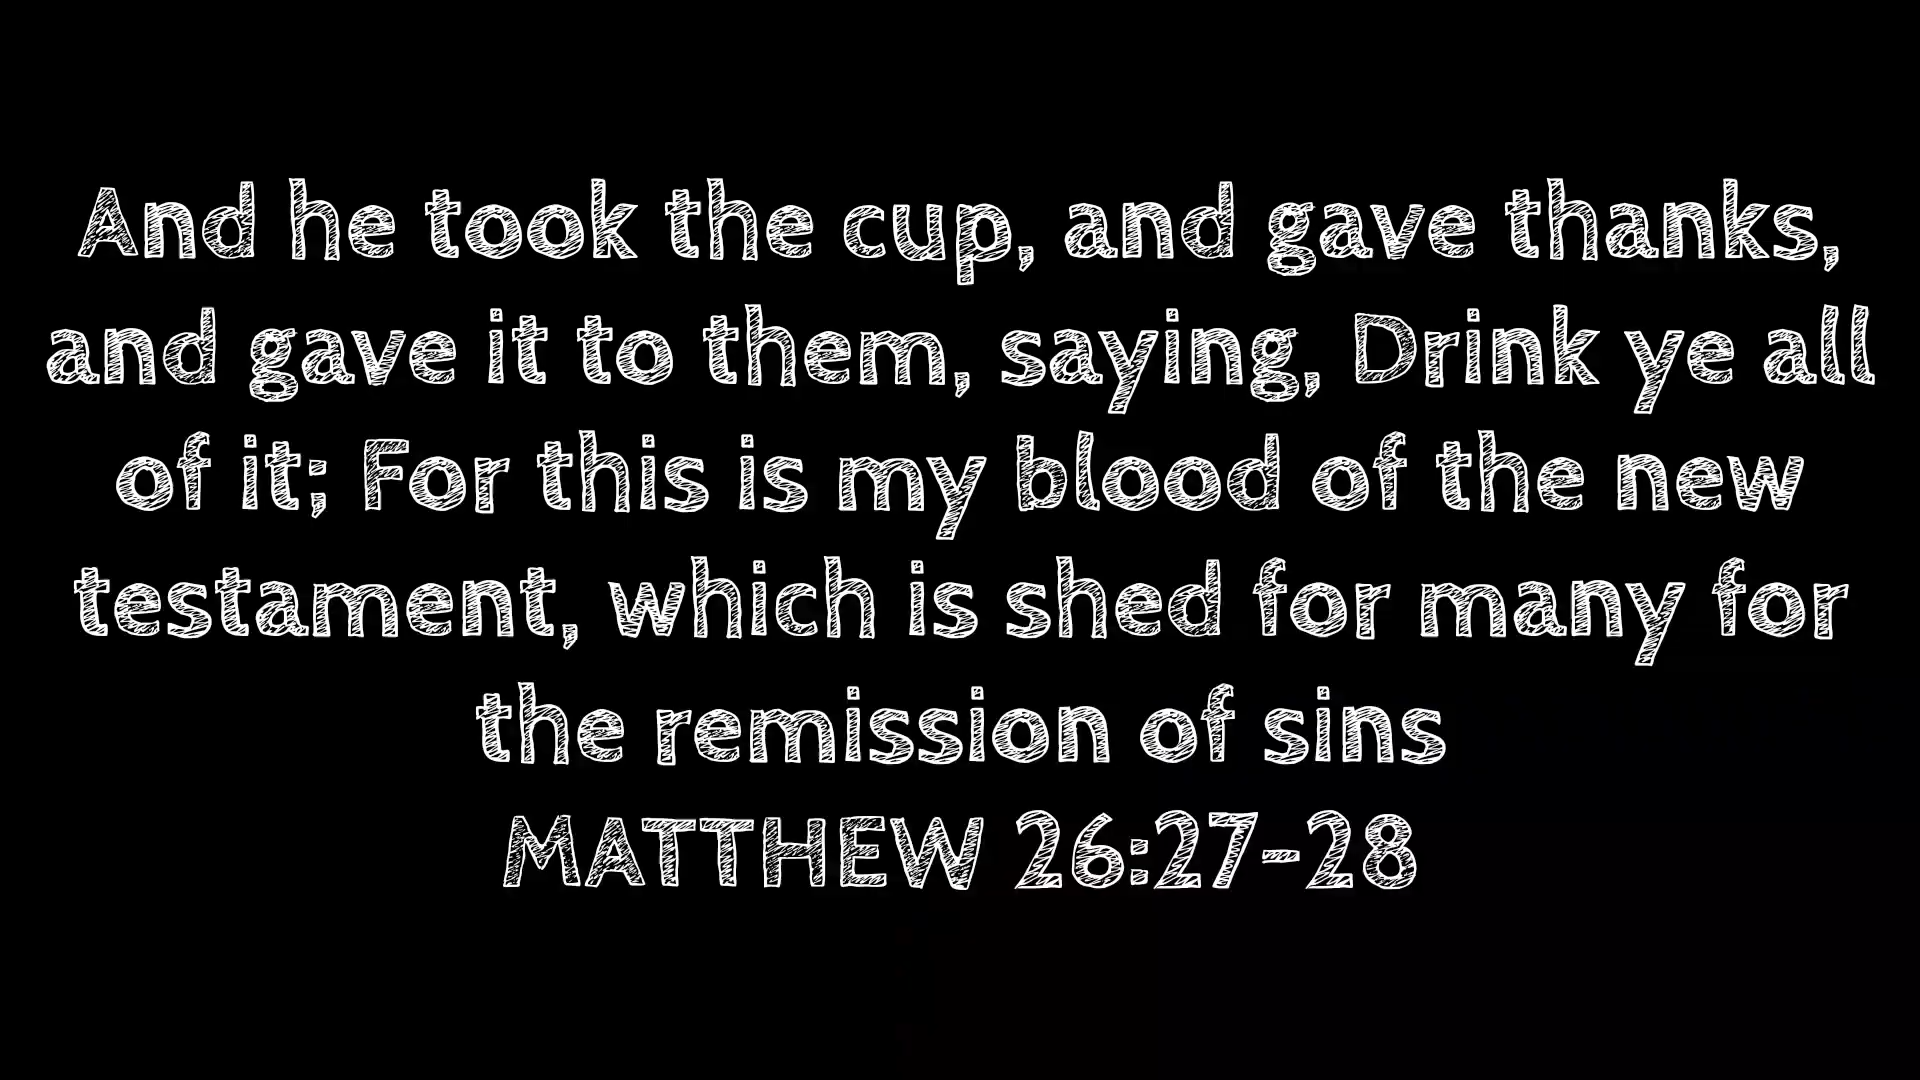 And he took the cup, and gave thanks,
and gave it to them, saying, Drink ye all
of it; For this is my blood of the new
testament, which is shed for many for
the remission of sins
MATTHEW 26:27-28